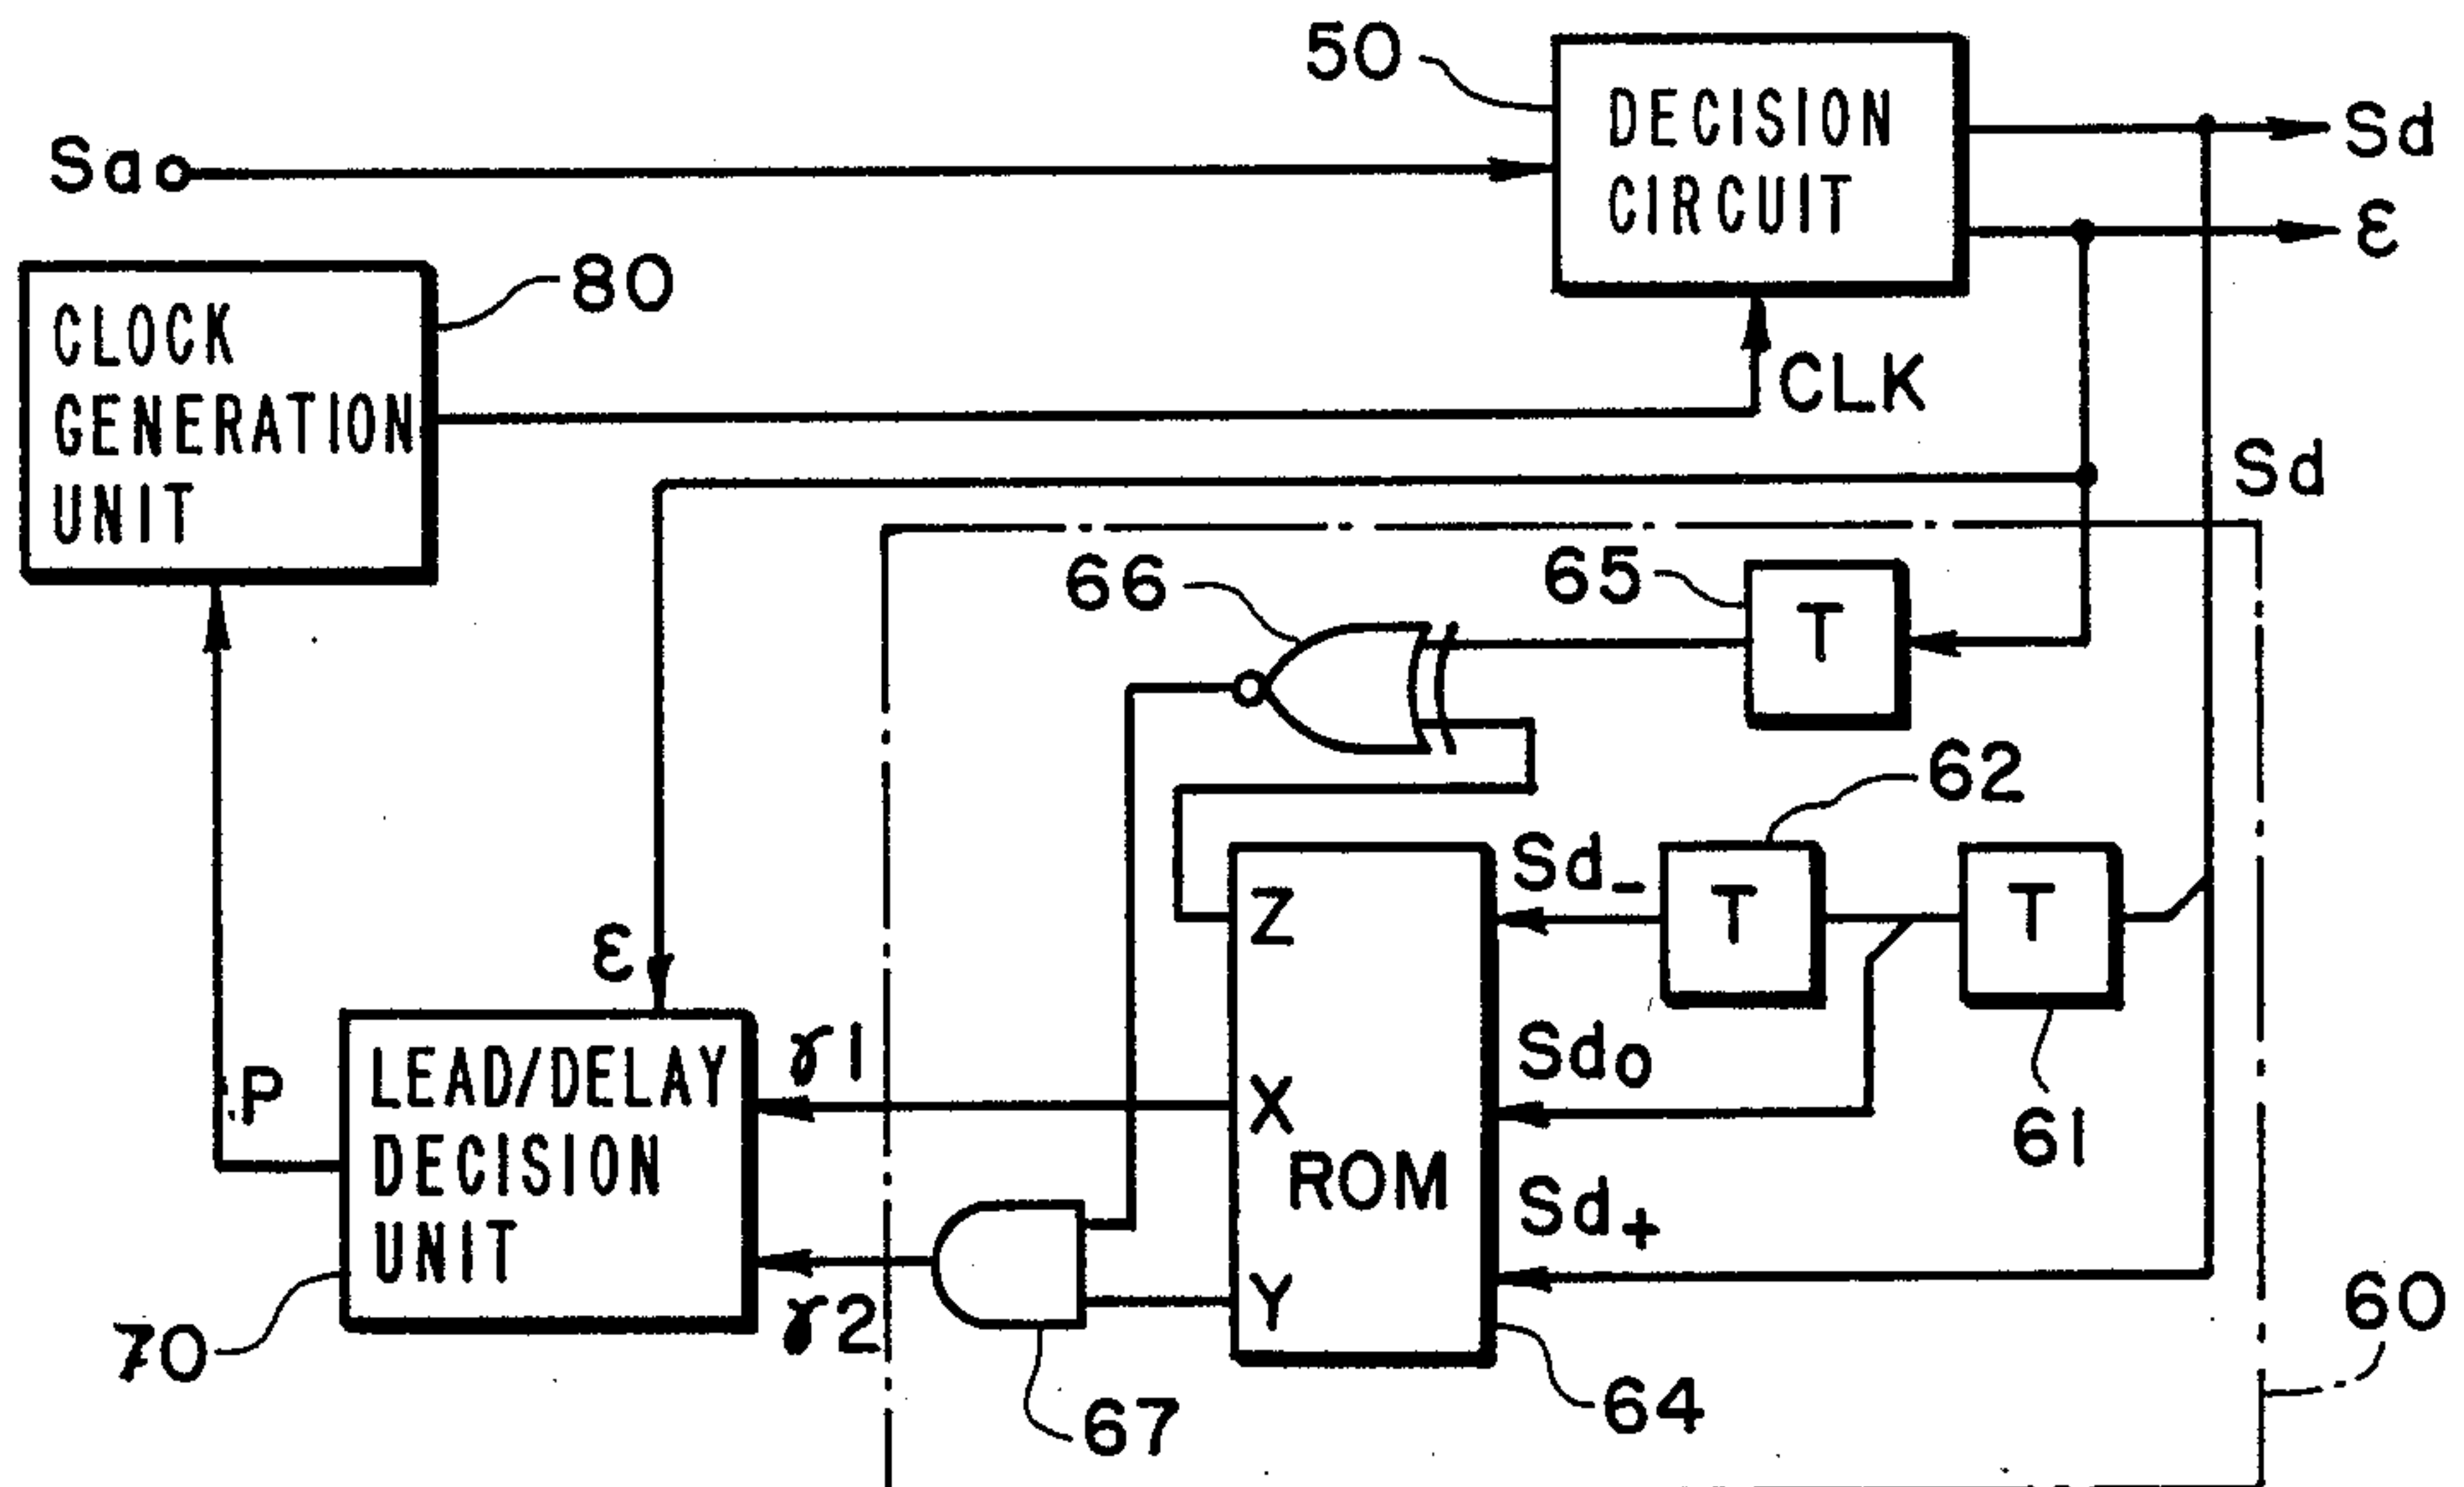 50
DECISION
CIRCUIT
Sd
Sa
ε
80
CLOCK
GENERATION
UNIT
CLK
Sd
66
65
T
62
Sd-
T
T
Z
ε
γ1
Sdo
LEAD/DELAY
DECISION
UNIT
P
X
61
ROM
Sd+
Y
γ2
60
70
64
67